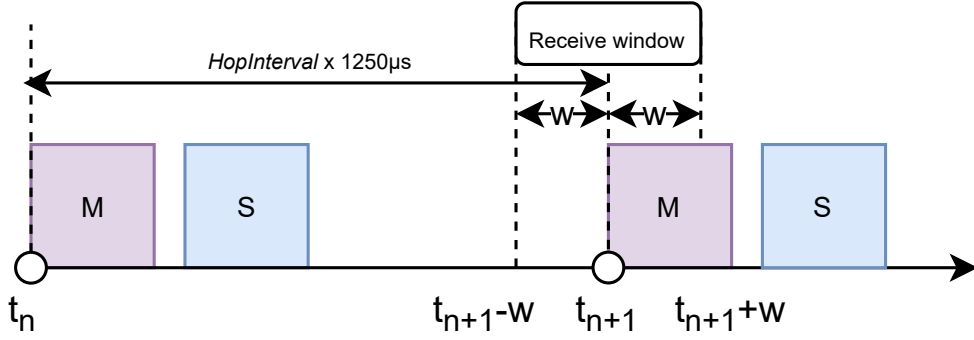 Receive window
HopInterval x 1250µs
w w
M S M S
tn tn+1-w tn+1 tn+1+w